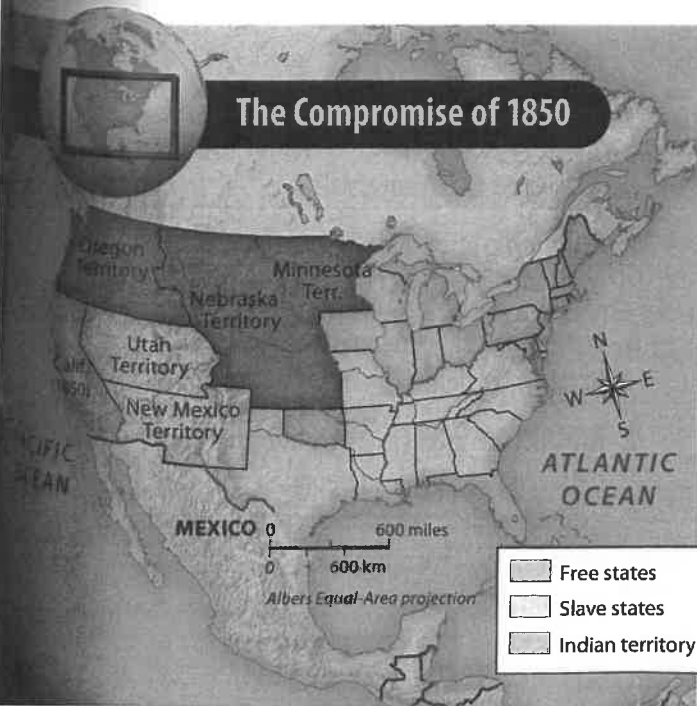 The Compromise of 1850
Oregon
Territory
Minnesota
Terr.
Nebraska
Territory
Utah
Territory
Calif.
(1850)
New Mexico
Territory
N
W
E
S
ATLANTIC
OCEAN
MEXICO
0
600 miles
0
600 km
Albers Equal-Area projection
Free states
Slave states
Indian territory